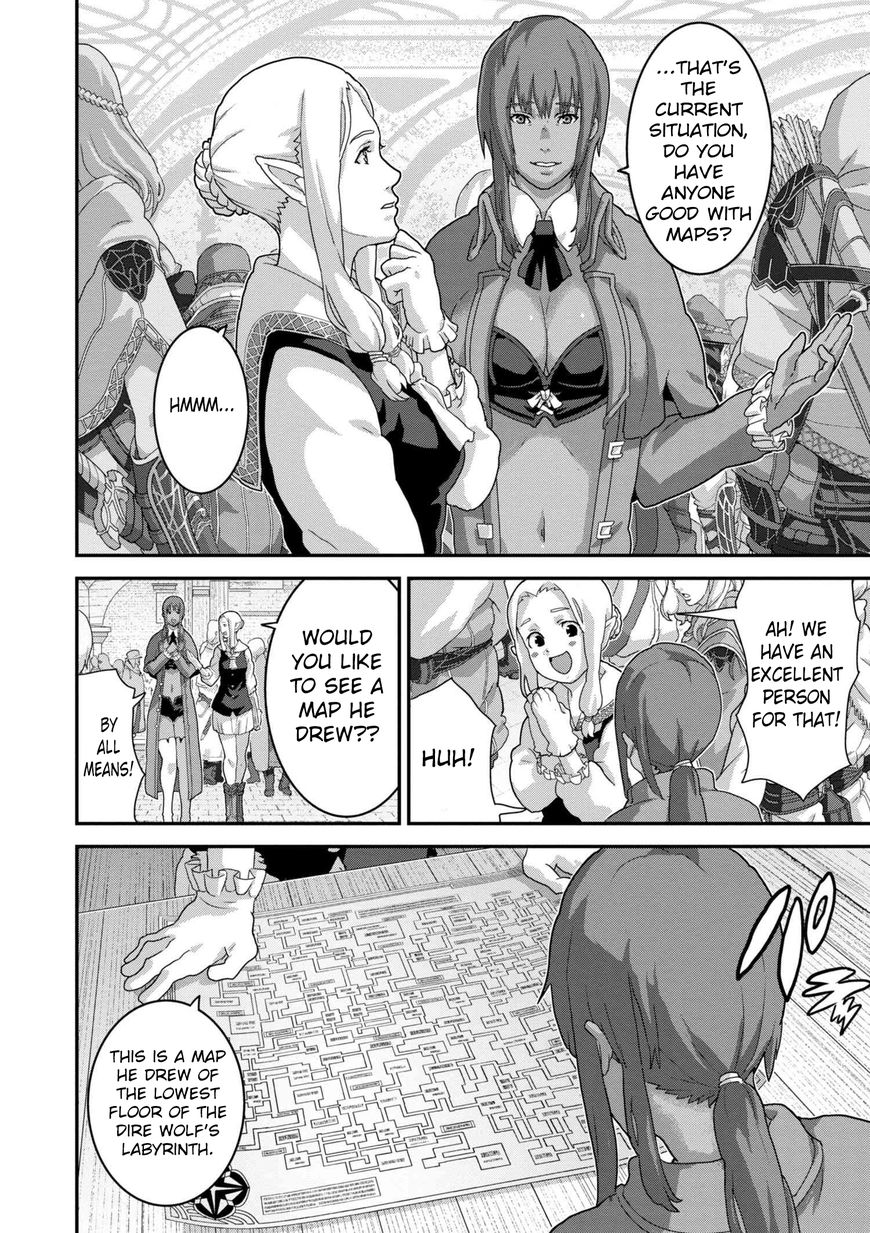 ...THAT'S
THE
CURRENT
SITUATION,
DO YOU
HAVE
ANYONE
GOOD WITH
MAPS?
HMMM...
AH! WE
HAVE AN
EXCELLENT
PERSON
FOR THAT!
HUH!
WOULD
YOU LIKE
TO SEE A
MAP HE
DREW??
BY
ALL
MEANS!
THIS IS A MAP
HE DREW OF
THE LOWEST
FLOOR OF THE
DIRE WOLF'S
LABYRINTH.